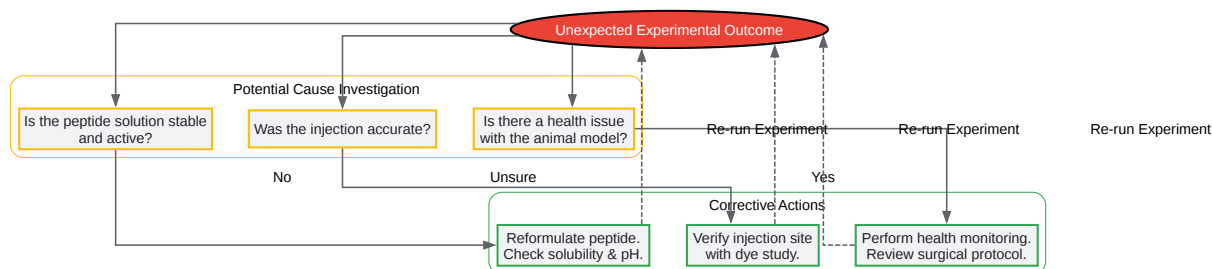 Unexpected Experimental Outcome
Potential Cause Investigation
Is the peptide solution stable
and active?
Was the injection accurate?
Is there a health issue
with the animal model?
Re-run Experiment
Re-run Experiment
Re-run Experiment
No
Unsure
Yes
Corrective Actions
Reformulate peptide.
Check solubility & pH.
Verify injection site
with dye study.
Perform health monitoring.
Review surgical protocol.